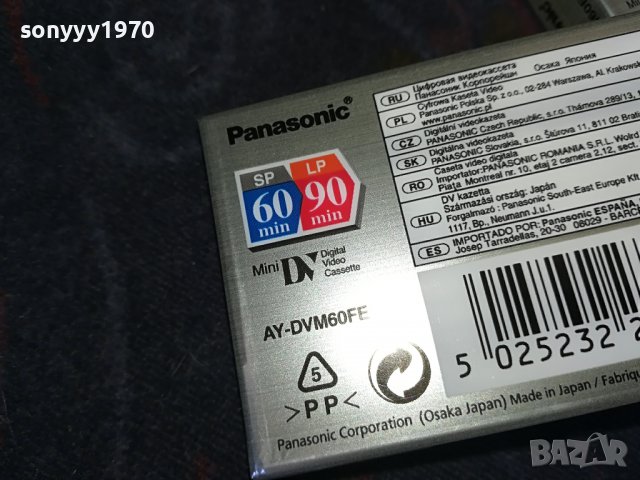 sonyyy1970
Panasonic®
SP LP
60 90
min min
Mini DV Digital Video Cassette
AY-DVM60FE
5
>PP<
Panasonic Corporation (Osaka Japan) Made in Japan / Fabriqu
RU Цифровая видеокассета
Панасоник Корпорейшн Осака Япония
PL Cyfrowa Kaseta Video
Panasonic Polska Sp. z o.o., 02-284 Warszawa, Al. Krakowsk
www.panasonic.pl
CZ Digitální videokazeta
PANASONIC Czech Republic, s.r.o. Thámova 289/13,
SK Digitálna videokazeta
PANASONIC Slovakia, s.r.o., Štúrova 11, 811 02 Brati
RO Caseta video digitala
Importator:PANASONIC ROMANIA S.R.L. Wolrd
Piața Montreal nr. 10, etaj 2 camera 2.12, sect.
HU DV kazetta
Származási ország: Japán
Forgalmazó : Panasonic South-East Europe Kft.
1117. Bp., Neumann J.u.1.
ES IMPORTADO POR: Panasonic ESPAÑA,
Josep Tarradellas, 20-30 08029 - BARC
5 025232 2
BAZAR